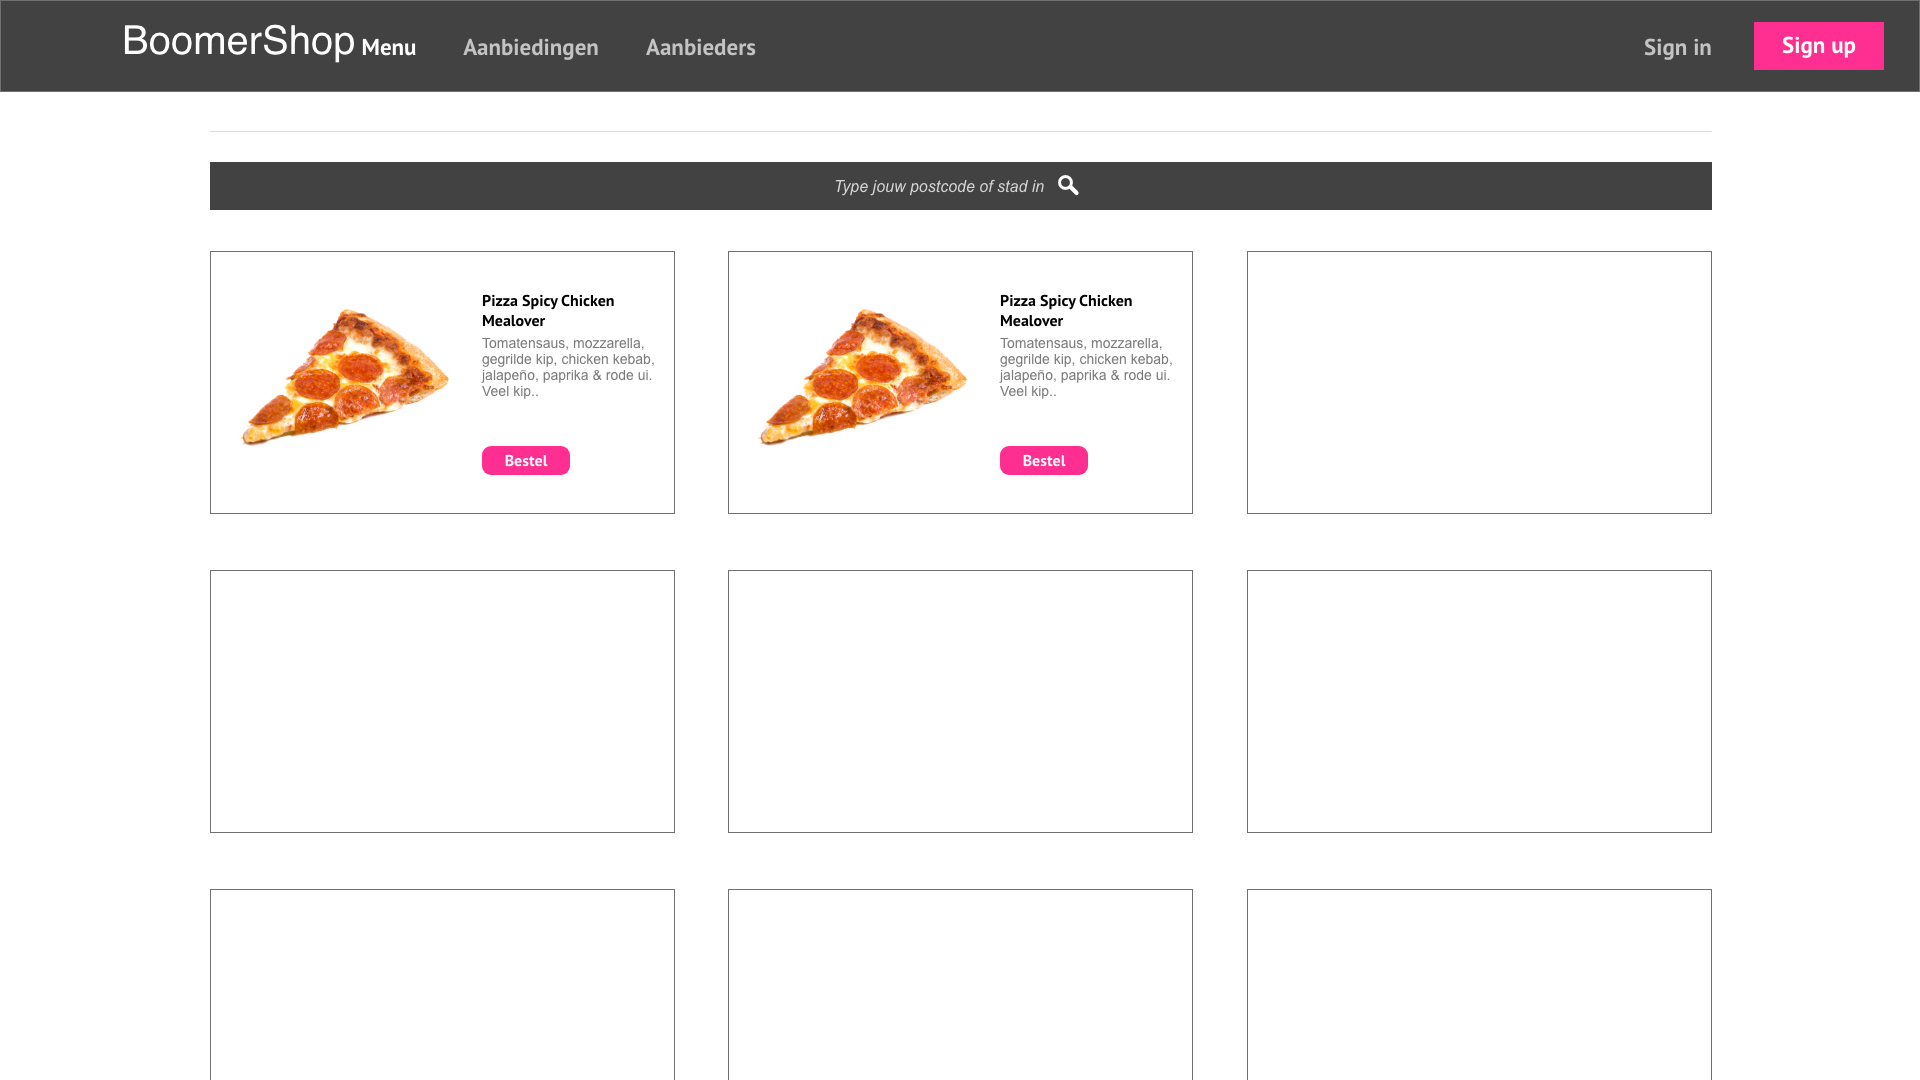 BoomerShop Menu Aanbiedingen Aanbieders Sign in Sign up
Type jouw postcode of stad in
Pizza Spicy Chicken
Mealover
Tomatensaus, mozzarella,
gegrilde kip, chicken kebab,
jalapeño, paprika & rode ui.
Veel kip..
Bestel
Pizza Spicy Chicken
Mealover
Tomatensaus, mozzarella,
gegrilde kip, chicken kebab,
jalapeño, paprika & rode ui.
Veel kip..
Bestel